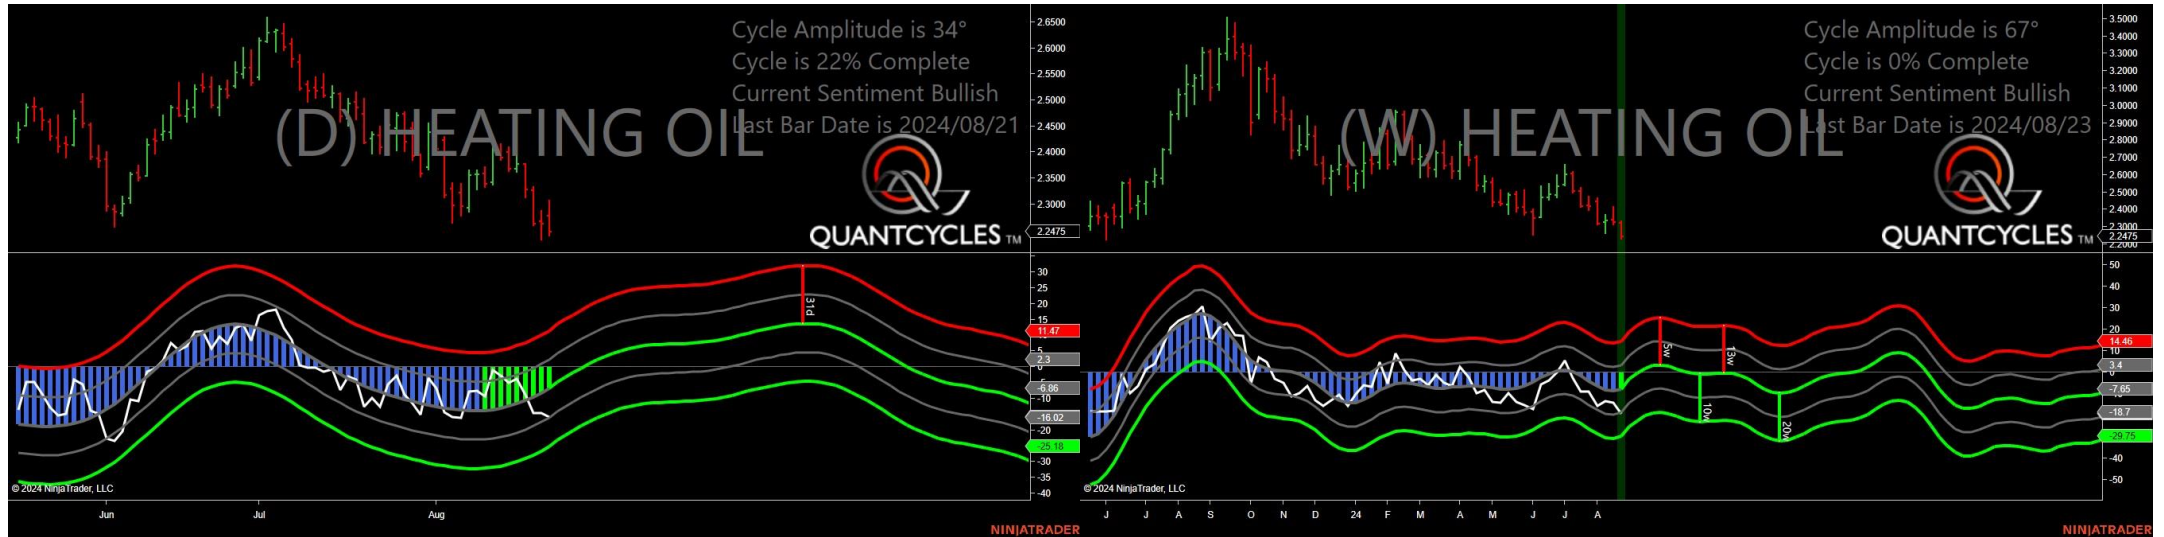 Cycle Amplitude is 34°
Cycle is 22% Complete
Current Sentiment Bullish
Last Bar Date is 2024/08/21
(D) HEATING OIL
QUANTCYCLES TM
2.6500
2.6000
2.5500
2.5000
2.4500
2.4000
2.3500
2.3000
2.2475
31d
30
25
20
15
11.47
5
2.3
0
-6.86
-10
-16.02
-20
-25.18
-30
-35
-40
© 2024 NinjaTrader, LLC
Jun Jul Aug
NINJATRADER
Cycle Amplitude is 67°
Cycle is 0% Complete
Current Sentiment Bullish
Last Bar Date is 2024/08/23
(W) HEATING OIL
QUANTCYCLES TM
3.5000
3.4000
3.3000
3.2000
3.1000
3.0000
2.9000
2.8000
2.7000
2.6000
2.5000
2.4000
2.3000
2.2475
2.2000
5w
13w
10w
20w
50
40
30
20
14.46
10
3.4
0
-7.65
-18.7
-29.75
-40
-50
© 2024 NinjaTrader, LLC
J J A S O N D 24 F M A M J J A
NINJATRADER